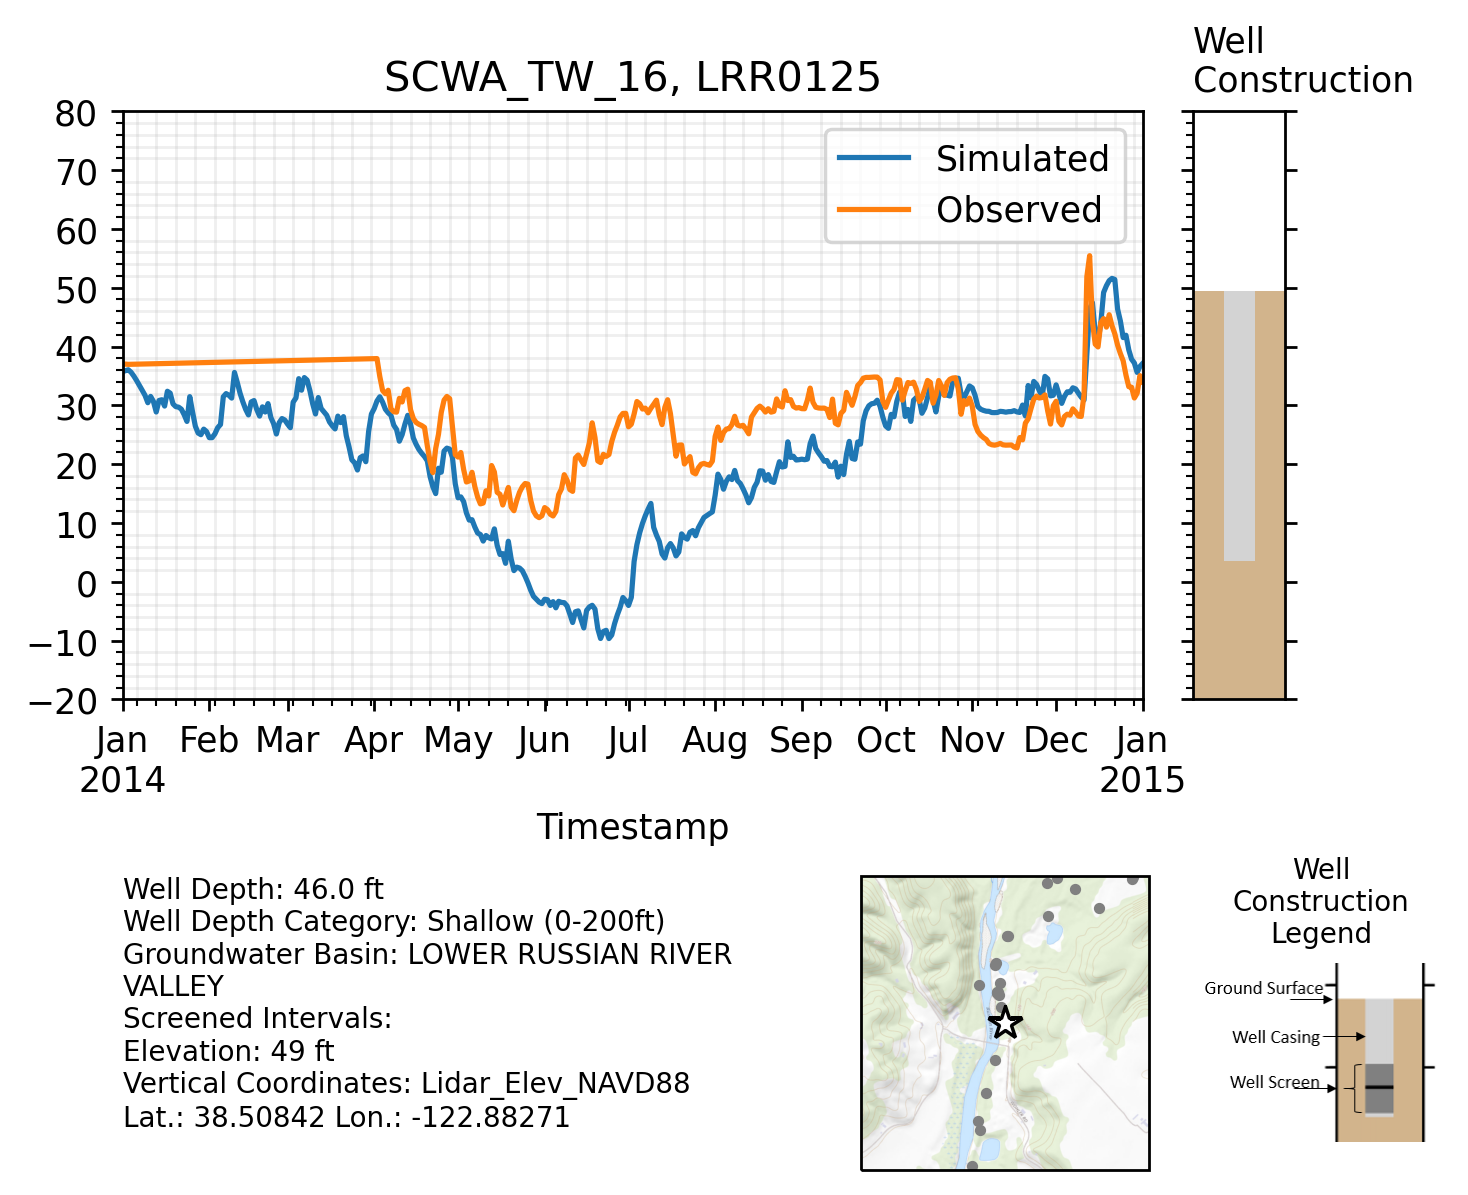 Well
Construction
SCWA_TW_16, LRR0125
80
70
60
50
40
30
20
10
0
−10
−20
Simulated
Observed
Jan Feb Mar Apr May Jun Jul Aug Sep Oct Nov Dec Jan
2014 2015
Timestamp
Well Depth: 46.0 ft
Well Depth Category: Shallow (0-200ft)
Groundwater Basin: LOWER RUSSIAN RIVER
VALLEY
Screened Intervals:
Elevation: 49 ft
Vertical Coordinates: Lidar_Elev_NAVD88
Lat.: 38.50842 Lon.: -122.88271
Well
Construction
Legend
Ground Surface
Well Casing
Well Screen